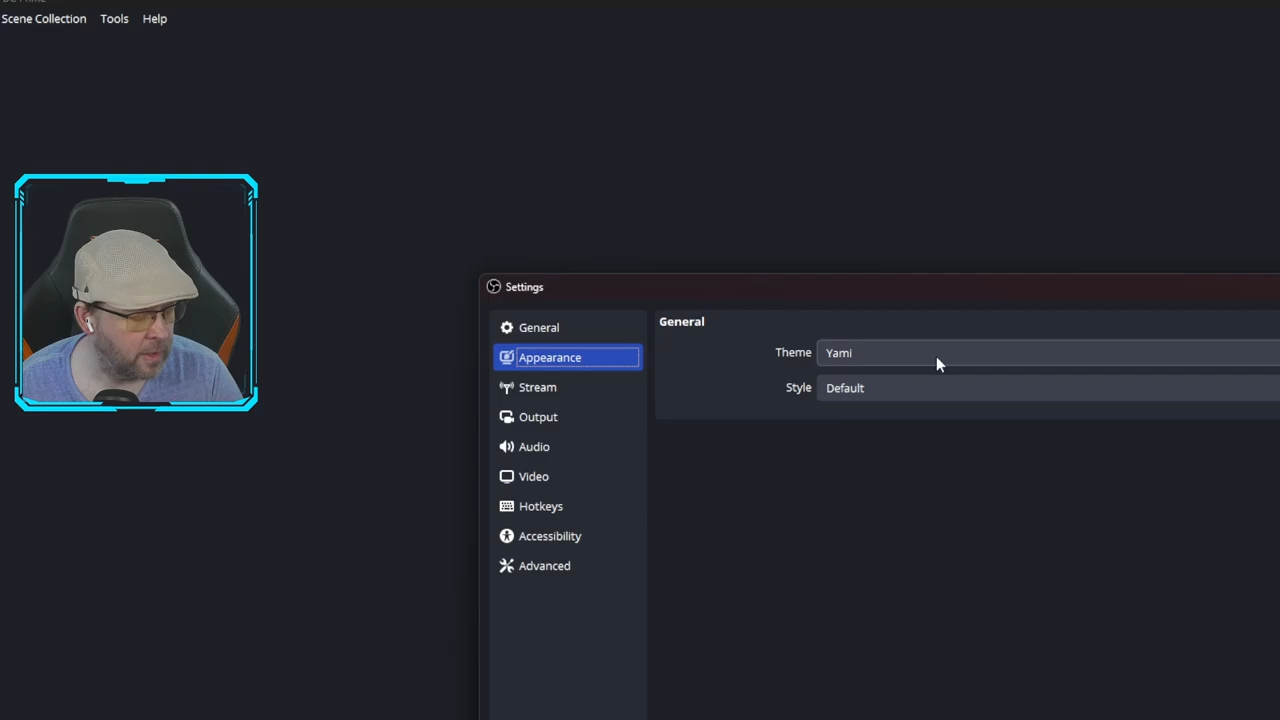 Scene Collection Tools Help
Settings
General
Appearance
Stream
Output
Audio
Video
Hotkeys
Accessibility
Advanced
General
Theme Yami
Style Default